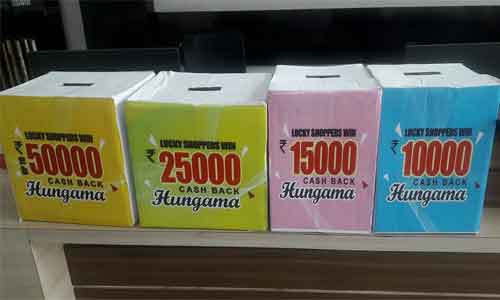 LUCKY SHOPPERS WIN
₹ 50000
CASH BACK
Hungama
LUCKY SHOPPERS WIN
₹ 25000
CASH BACK
Hungama
LUCKY SHOPPERS WIN
₹ 15000
CASH BACK
Hungama
LUCKY SHOPPERS WIN
₹ 10000
CASH BACK
Hungama